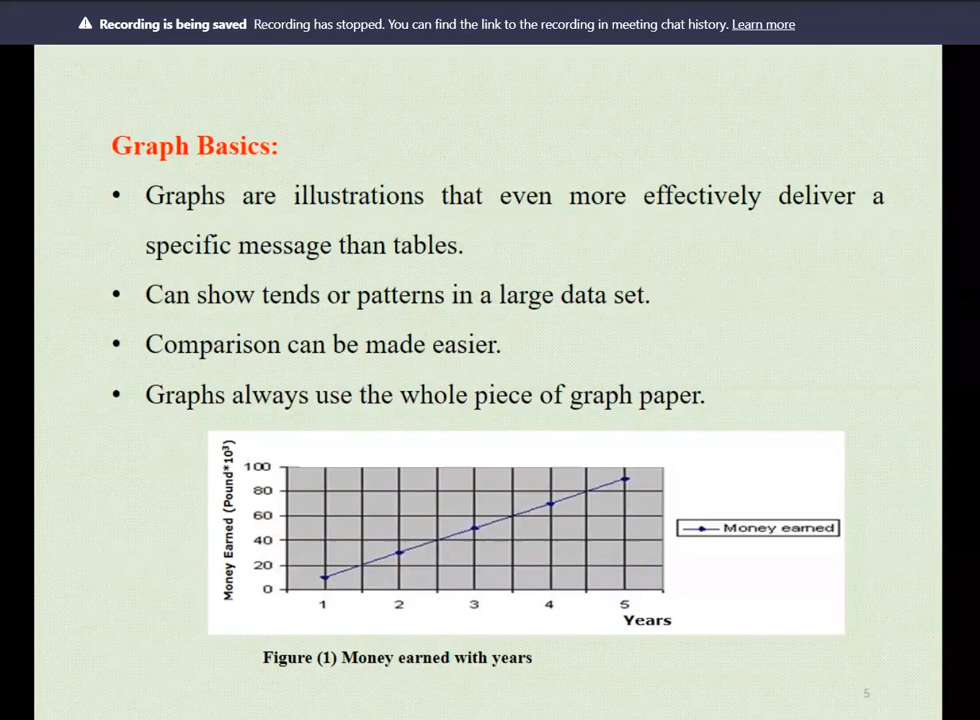 Recording is being saved Recording has stopped. You can find the link to the recording in meeting chat history. Learn more
Graph Basics:
• Graphs are illustrations that even more effectively deliver a
specific message than tables.
• Can show tends or patterns in a large data set.
• Comparison can be made easier.
• Graphs always use the whole piece of graph paper.
Money Earned (Pound*10³)
100
80
60
40
20
0
1 2 3 4 5
Years
Money earned
Figure (1) Money earned with years
5